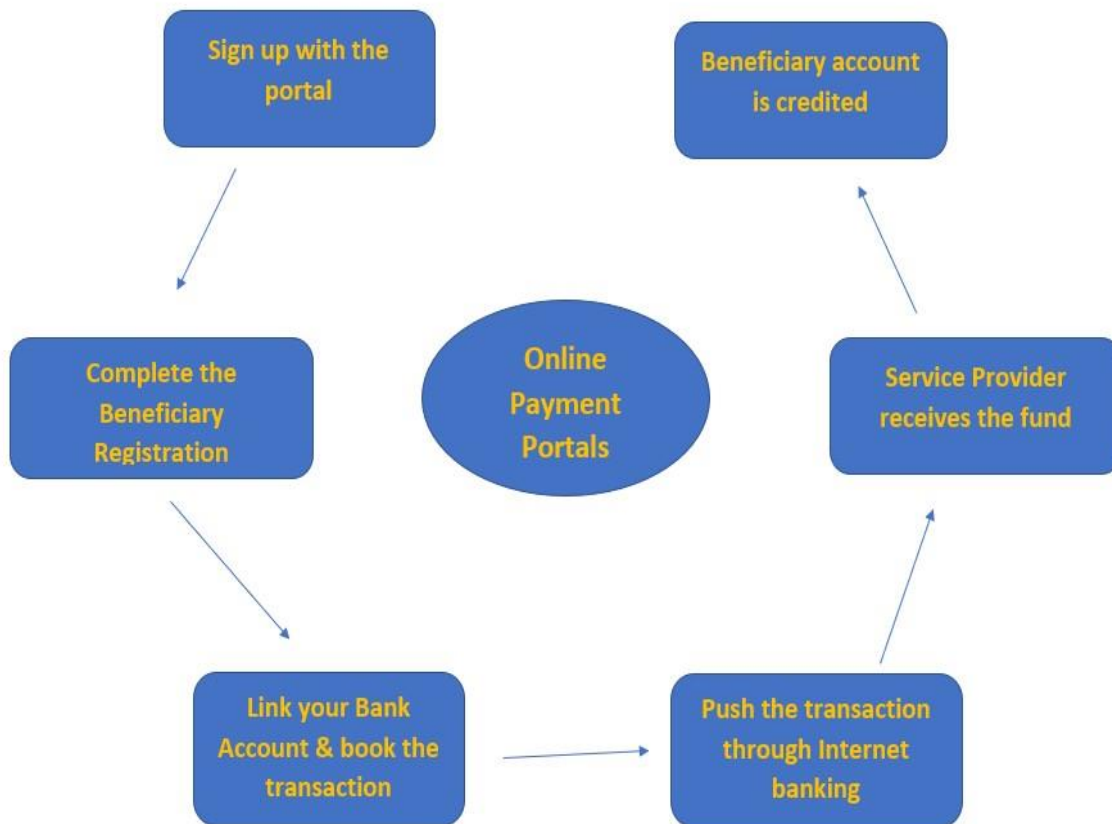 Sign up with the
portal
Beneficiary account
is credited
Complete the
Beneficiary
Registration
Online
Payment
Portals
Service Provider
receives the fund
Link your Bank
Account & book the
transaction
Push the transaction
through Internet
banking